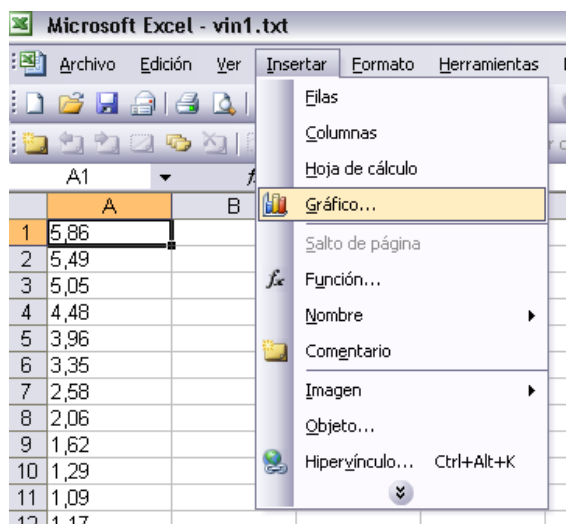 Microsoft Excel - vin1.txt
Archivo Edición Ver Insertar Formato Herramientas
Filas
Columnas
Hoja de cálculo
Gráfico...
Salto de página
Función...
Nombre
Comentario
Imagen
Objeto...
Hipervínculo... Ctrl+Alt+K
A1
A B
1 5,86
2 5,49
3 5,05
4 4,48
5 3,96
6 3,35
7 2,58
8 2,06
9 1,62
10 1,29
11 1,09
12 1,17